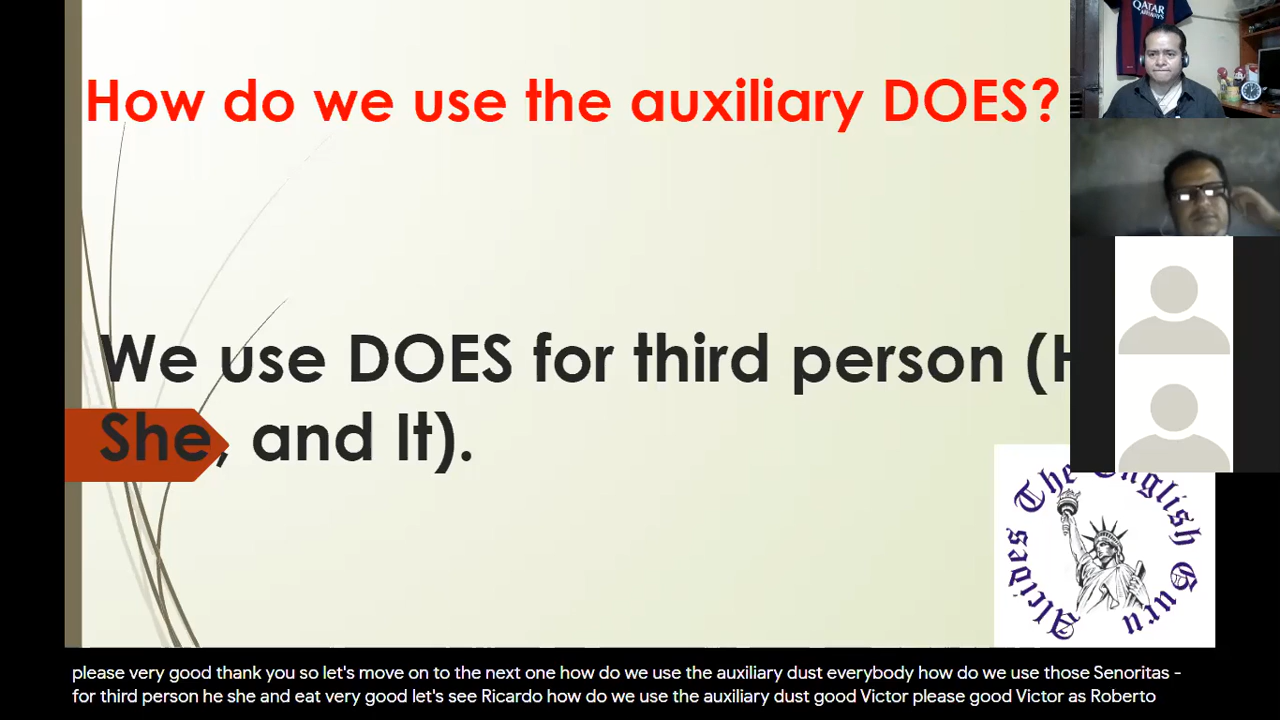 How do we use the auxiliary DOES?
QATAR
AIRWAYS
We use DOES for third person (H
She, and It).
Alcides The English Guru
please very good thank you so let's move on to the next one how do we use the auxiliary dust everybody how do we use those Senoritas -
for third person he she and eat very good let's see Ricardo how do we use the auxiliary dust good Victor please good Victor as Roberto